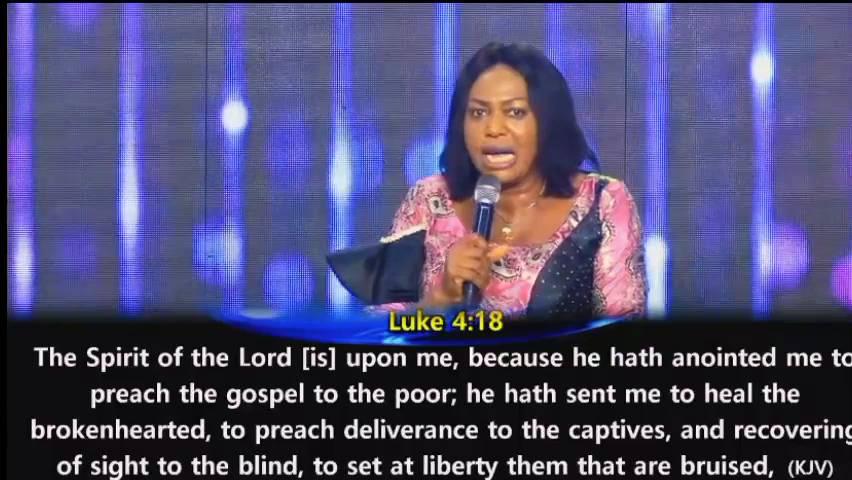 Luke 4:18
The Spirit of the Lord [is] upon me, because he hath anointed me to
preach the gospel to the poor; he hath sent me to heal the
brokenhearted, to preach deliverance to the captives, and recovering
of sight to the blind, to set at liberty them that are bruised, (KJV)